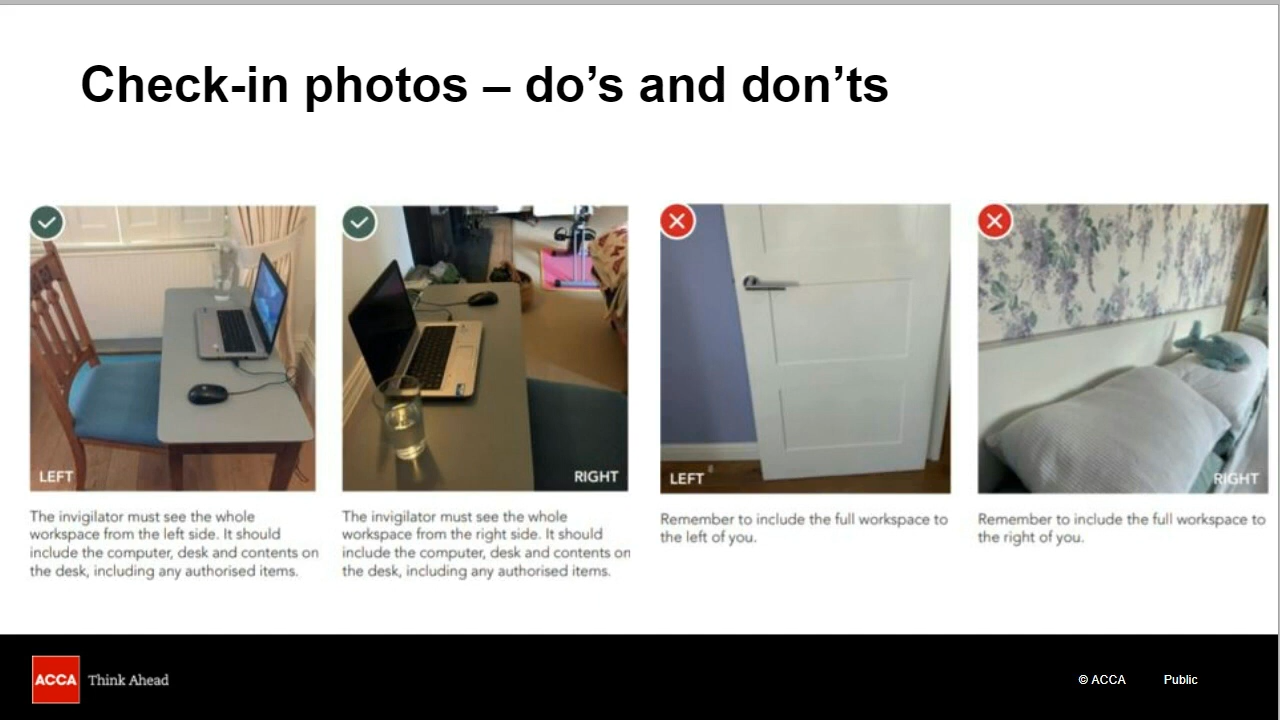 Check-in photos – do’s and don’ts
LEFT
The invigilator must see the whole
workspace from the left side. It should
include the computer, desk and contents on
the desk, including any authorised items.
RIGHT
The invigilator must see the whole
workspace from the right side. It should
include the computer, desk and contents on
the desk, including any authorised items.
LEFT
Remember to include the full workspace to
the left of you.
RIGHT
Remember to include the full workspace to
the right of you.
ACCA Think Ahead
© ACCA Public